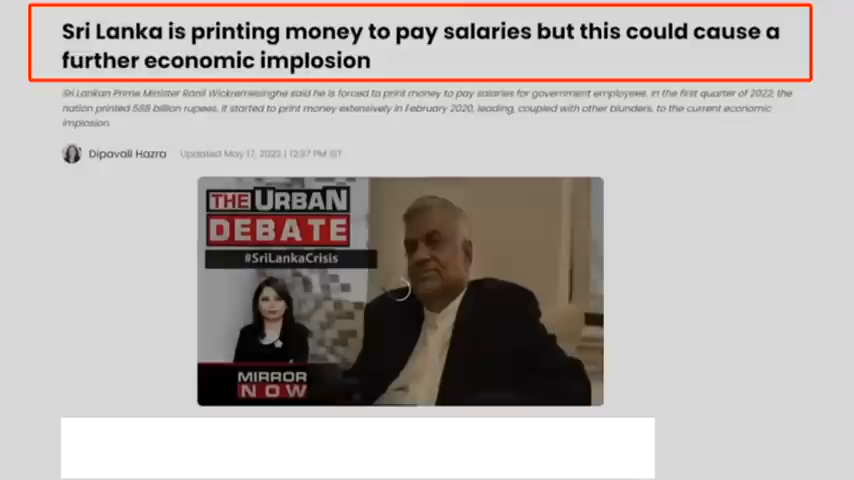 Sri Lanka is printing money to pay salaries but this could cause a
further economic implosion
Sri Lankan Prime Minister Ranil Wickremesinghe said he is forced to print money to pay salaries for government employees. In the first quarter of 2022, the
nation printed 588 billion rupees. It started to print money extensively in February 2020, leading, coupled with other blunders, to the current economic
implosion.
Dipavali Hazra Updated May 17, 2022 | 12:37 PM IST
THE URBAN
DEBATE
#SriLankaCrisis
MIRROR
NOW